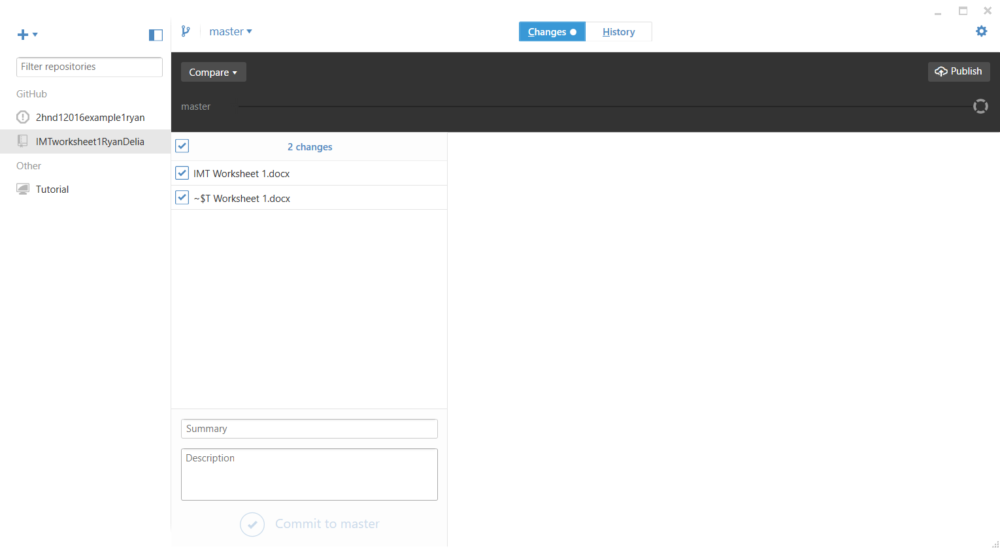 master
Changes
History
Filter repositories
GitHub
2hnd12016example1ryan
IMTworksheet1RyanDelia
Other
Tutorial
Compare
Publish
master
2 changes
IMT Worksheet 1.docx
~$T Worksheet 1.docx
Summary
Description
Commit to master